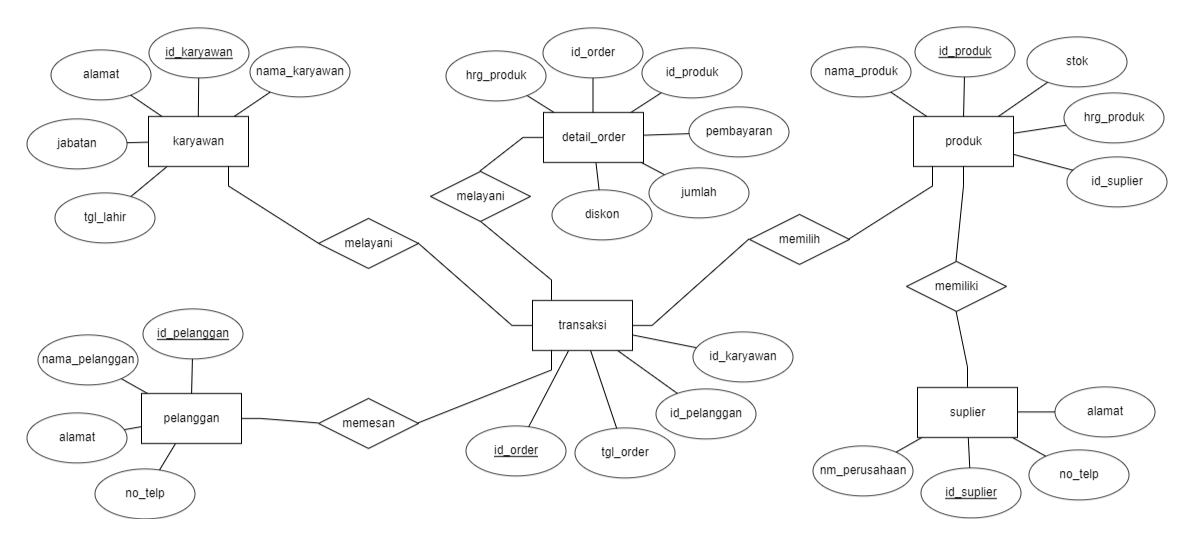 id_karyawan
alamat
nama_karyawan
jabatan
karyawan
tgl_lahir
melayani
id_order
hrg_produk
id_produk
detail_order
pembayaran
melayani
jumlah
diskon
id_produk
nama_produk
stok
hrg_produk
produk
id_suplier
memilih
memiliki
transaksi
id_karyawan
id_pelanggan
id_order
tgl_order
id_pelanggan
nama_pelanggan
pelanggan
alamat
no_telp
memesan
suplier
alamat
nm_perusahaan
no_telp
id_suplier